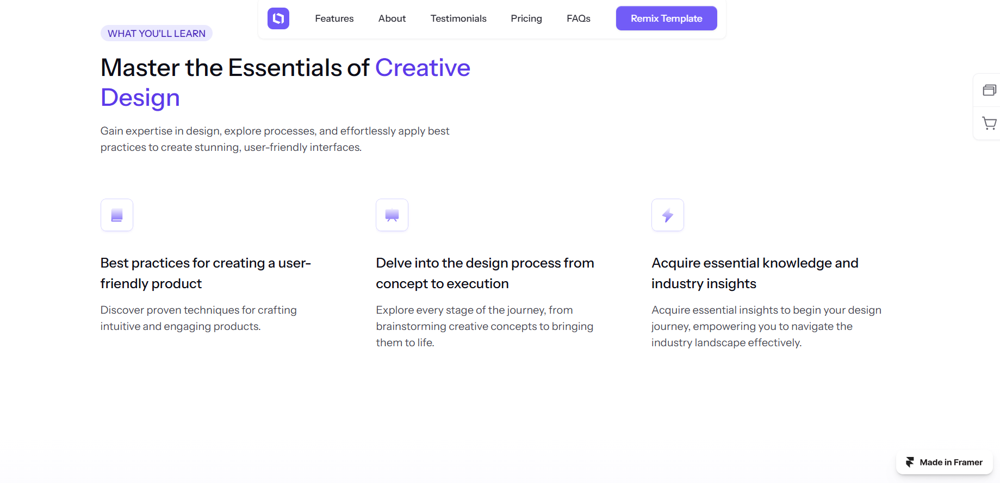 Features
About
Testimonials
Pricing
FAQs
Remix Template
WHAT YOU'LL LEARN
Master the Essentials of Creative
Design
Gain expertise in design, explore processes, and effortlessly apply best
practices to create stunning, user-friendly interfaces.
Best practices for creating a user-
friendly product
Discover proven techniques for crafting
intuitive and engaging products.
Delve into the design process from
concept to execution
Explore every stage of the journey, from
brainstorming creative concepts to bringing
them to life.
Acquire essential knowledge and
industry insights
Acquire essential insights to begin your design
journey, empowering you to navigate the
industry landscape effectively.
Made in Framer